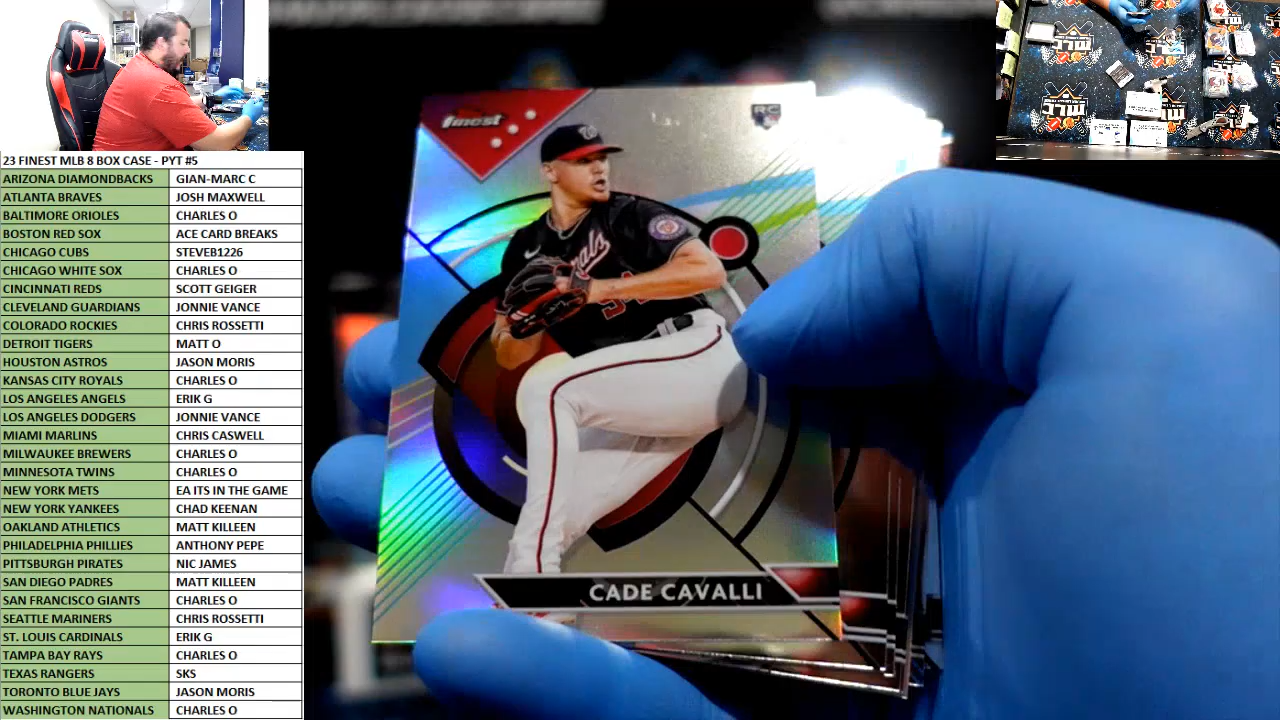 23 FINEST MLB 8 BOX CASE - PYT #5
ARIZONA DIAMONDBACKS GIAN-MARC C
ATLANTA BRAVES JOSH MAXWELL
BALTIMORE ORIOLES CHARLES O
BOSTON RED SOX ACE CARD BREAKS
CHICAGO CUBS STEVEB1226
CHICAGO WHITE SOX CHARLES O
CINCINNATI REDS SCOTT GEIGER
CLEVELAND GUARDIANS JONNIE VANCE
COLORADO ROCKIES CHRIS ROSSETTI
DETROIT TIGERS MATT O
HOUSTON ASTROS JASON MORIS
KANSAS CITY ROYALS CHARLES O
LOS ANGELES ANGELS ERIK G
LOS ANGELES DODGERS JONNIE VANCE
MIAMI MARLINS CHRIS CASWELL
MILWAUKEE BREWERS CHARLES O
MINNESOTA TWINS CHARLES O
NEW YORK METS EA ITS IN THE GAME
NEW YORK YANKEES CHAD KEENAN
OAKLAND ATHLETICS MATT KILLEEN
PHILADELPHIA PHILLIES ANTHONY PEPE
PITTSBURGH PIRATES NIC JAMES
SAN DIEGO PADRES MATT KILLEEN
SAN FRANCISCO GIANTS CHARLES O
SEATTLE MARINERS CHRIS ROSSETTI
ST. LOUIS CARDINALS ERIK G
TAMPA BAY RAYS CHARLES O
TEXAS RANGERS SKS
TORONTO BLUE JAYS JASON MORIS
WASHINGTON NATIONALS CHARLES O
finest
RC
W
CADE CAVALLI
MLC